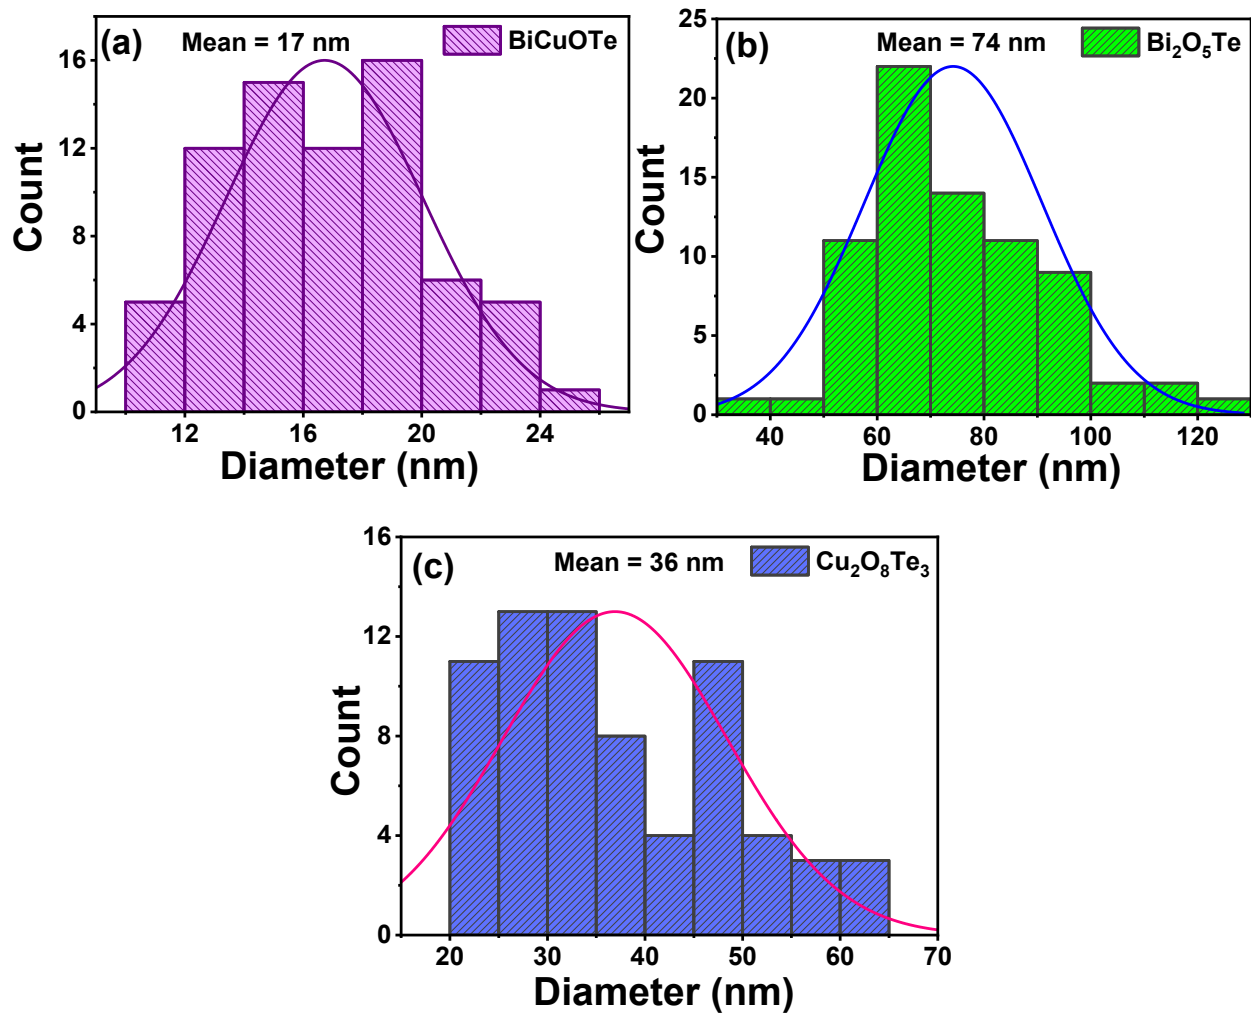 (a) Mean = 17 nm BiCuOTe
16
12
8
4
0
Count
12 16 20 24
Diameter (nm)
(b) Mean = 74 nm Bi₂O₅Te
25
20
15
10
5
0
Count
40 60 80 100 120
Diameter (nm)
(c) Mean = 36 nm Cu₂O₈Te₃
16
12
8
4
0
Count
20 30 40 50 60 70
Diameter (nm)